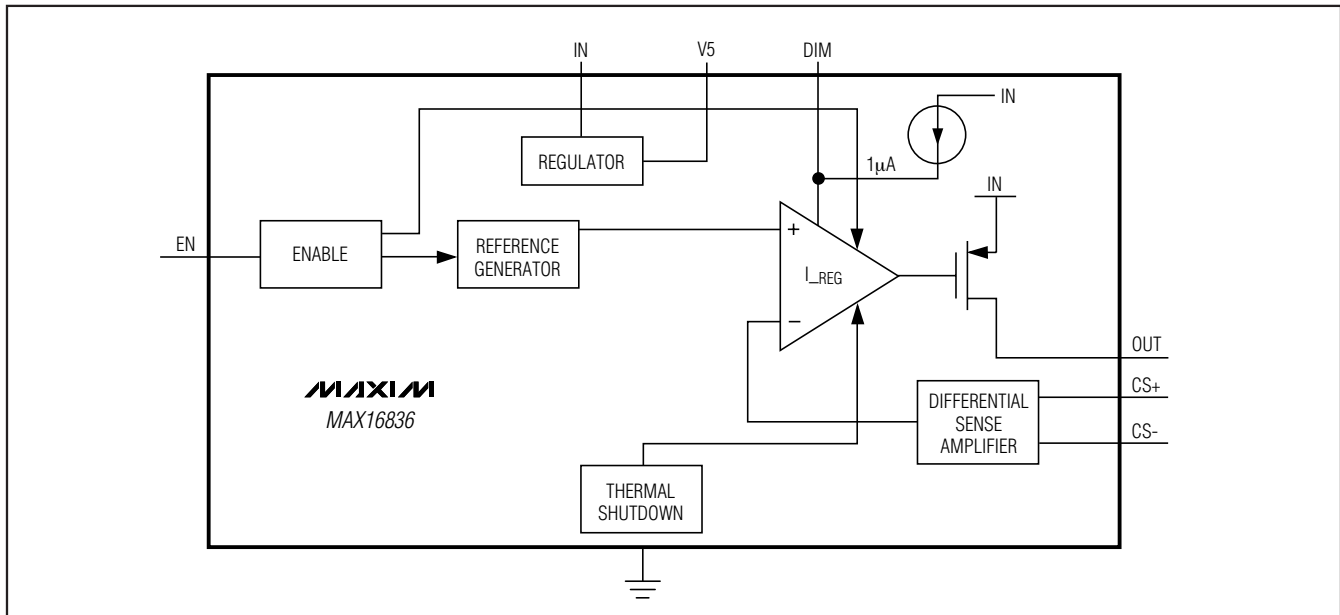 IN
V5
DIM
IN
REGULATOR
1µA
IN
EN
ENABLE
REFERENCE
GENERATOR
+
I_REG
−
OUT
CS+
DIFFERENTIAL
SENSE
AMPLIFIER
CS-
MAXIM
MAX16836
THERMAL
SHUTDOWN